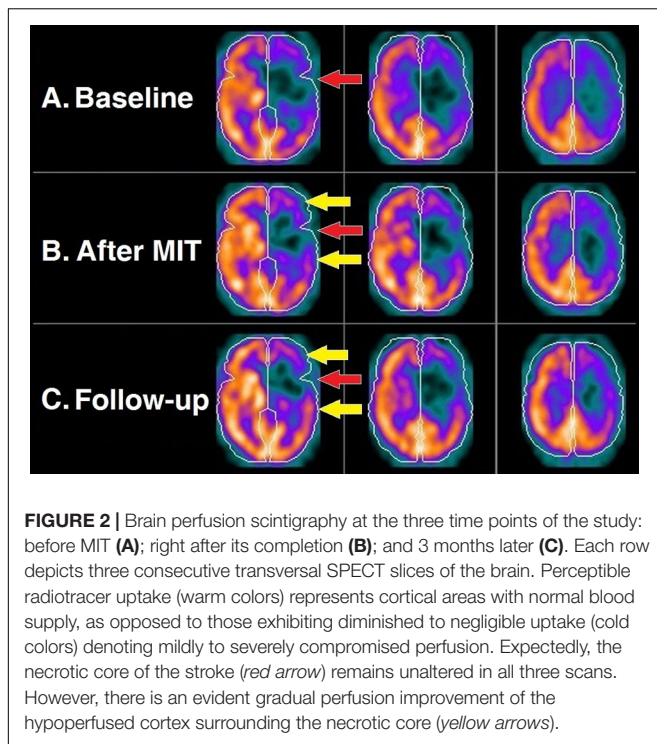 A. Baseline
B. After MIT
C. Follow-up
FIGURE 2 | Brain perfusion scintigraphy at the three time points of the study:
before MIT (A); right after its completion (B); and 3 months later (C). Each row
depicts three consecutive transversal SPECT slices of the brain. Perceptible
radiotracer uptake (warm colors) represents cortical areas with normal blood
supply, as opposed to those exhibiting diminished to negligible uptake (cold
colors) denoting mildly to severely compromised perfusion. Expectedly, the
necrotic core of the stroke (red arrow) remains unaltered in all three scans.
However, there is an evident gradual perfusion improvement of the
hypoperfused cortex surrounding the necrotic core (yellow arrows).